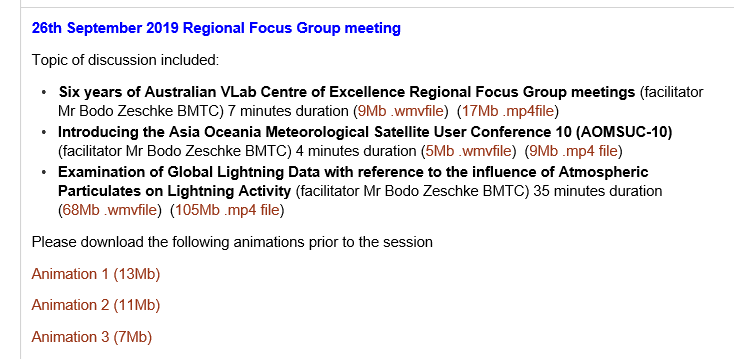 26th September 2019 Regional Focus Group meeting
Topic of discussion included:
• Six years of Australian VLab Centre of Excellence Regional Focus Group meetings (facilitator
Mr Bodo Zeschke BMTC) 7 minutes duration (9Mb .wmvfile)  (17Mb .mp4file)
• Introducing the Asia Oceania Meteorological Satellite User Conference 10 (AOMSUC-10)
(facilitator Mr Bodo Zeschke BMTC) 4 minutes duration (5Mb .wmvfile)  (9Mb .mp4 file)
• Examination of Global Lightning Data with reference to the influence of Atmospheric
Particulates on Lightning Activity (facilitator Mr Bodo Zeschke BMTC) 35 minutes duration
(68Mb .wmvfile)  (105Mb .mp4 file)
Please download the following animations prior to the session
Animation 1 (13Mb)
Animation 2 (11Mb)
Animation 3 (7Mb)